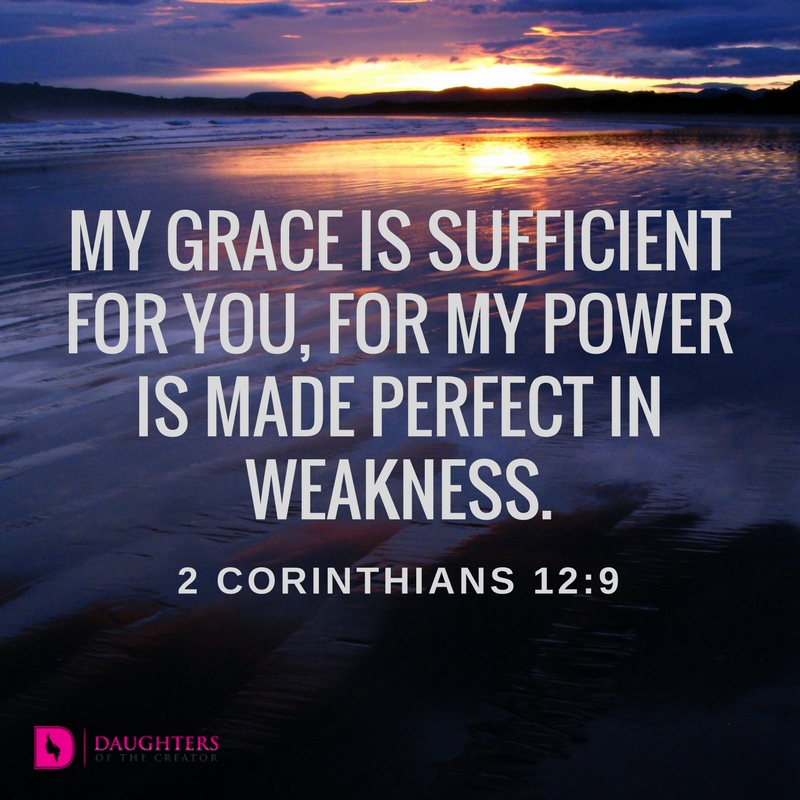 MY GRACE IS SUFFICIENT
FOR YOU, FOR MY POWER
IS MADE PERFECT IN
WEAKNESS.
2 CORINTHIANS 12:9
D
DAUGHTERS
OF THE CREATOR